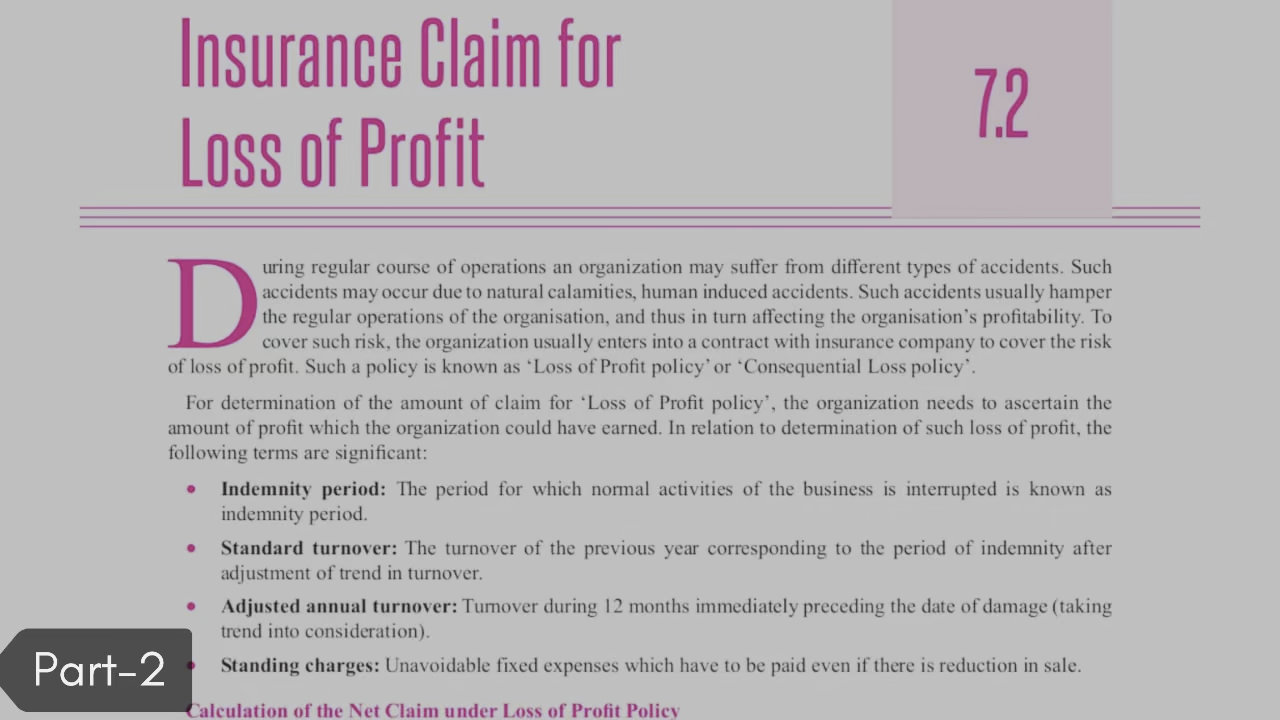 Insurance Claim for
Loss of Profit
7.2
During regular course of operations an organization may suffer from different types of accidents. Such
accidents may occur due to natural calamities, human induced accidents. Such accidents usually hamper
the regular operations of the organisation, and thus in turn affecting the organisation's profitability. To
cover such risk, the organization usually enters into a contract with insurance company to cover the risk
of loss of profit. Such a policy is known as ‘Loss of Profit policy’ or ‘Consequential Loss policy’.
For determination of the amount of claim for ‘Loss of Profit policy’, the organization needs to ascertain the
amount of profit which the organization could have earned. In relation to determination of such loss of profit, the
following terms are significant:
• Indemnity period: The period for which normal activities of the business is interrupted is known as
indemnity period.
• Standard turnover: The turnover of the previous year corresponding to the period of indemnity after
adjustment of trend in turnover.
• Adjusted annual turnover: Turnover during 12 months immediately preceding the date of damage (taking
trend into consideration).
• Standing charges: Unavoidable fixed expenses which have to be paid even if there is reduction in sale.
Part-2
Calculation of the Net Claim under Loss of Profit Policy